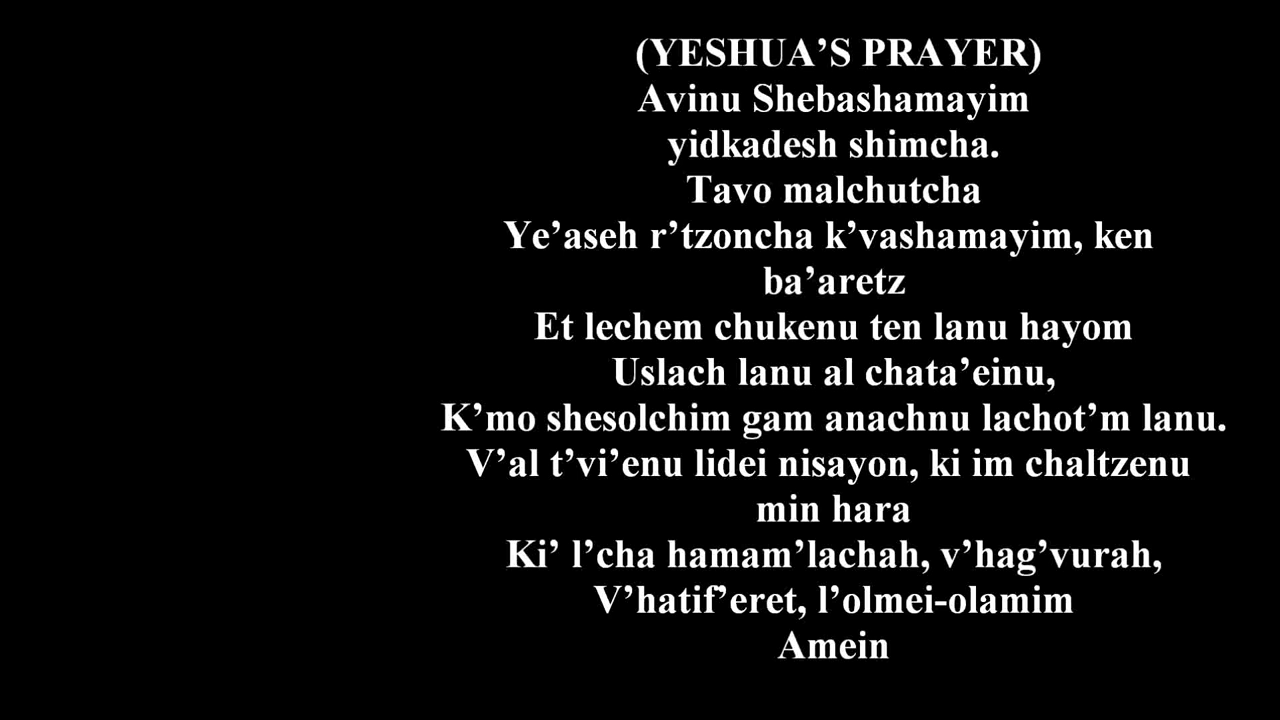 (YESHUA’S PRAYER)
Avinu Shebashamayim
yidkadesh shimcha.
Tavo malchutcha
Ye’aseh r’tzoncha k’vashamayim, ken
ba’aretz
Et lechem chukenu ten lanu hayom
Uslach lanu al chata’einu,
K’mo shesolchim gam anachnu lachot’m lanu.
V’al t’vi’enu lidei nisayon, ki im chaltzenu
min hara
Ki’ l’cha hamam’lachah, v’hag’vurah,
V’hatif’eret, l’olmei-olamim
Amein